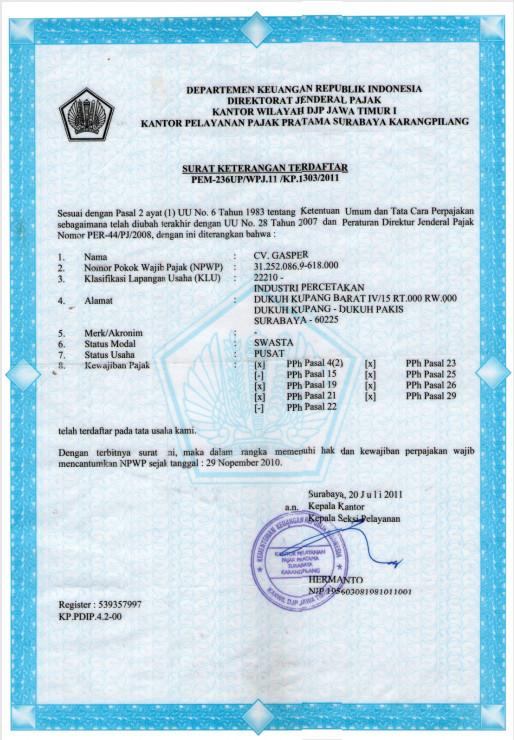 DEPARTEMEN KEUANGAN REPUBLIK INDONESIA
DIREKTORAT JENDERAL PAJAK
KANTOR WILAYAH DJP JAWA TIMUR I
KANTOR PELAYANAN PAJAK PRATAMA SURABAYA KARANGPILANG
SURAT KETERANGAN TERDAFTAR
PEM-236UP/WPJ.11 /KP.1303/2011
Sesuai dengan Pasal 2 ayat (1) UU No. 6 Tahun 1983 tentang Ketentuan Umum dan Tata Cara Perpajakan
sebagaimana telah diubah terakhir dengan UU No. 28 Tahun 2007 dan Peraturan Direktur Jenderal Pajak
Nomor PER-44/PJ/2008, dengan ini diterangkan bahwa :
1. Nama : CV. GASPER
2. Nomor Pokok Wajib Pajak (NPWP) : 31.252.086.9-618.000
3. Klasifikasi Lapangan Usaha (KLU) : 22210 -
INDUSTRI PERCETAKAN
4. Alamat : DUKUH KUPANG BARAT IV/15 RT.000 RW.000
DUKUH KUPANG - DUKUH PAKIS
SURABAYA - 60225
5. Merk/Akronim : -
6. Status Modal : SWASTA
7. Status Usaha : PUSAT
8. Kewajiban Pajak : [x] PPh Pasal 4(2) [x] PPh Pasal 23
[-] PPh Pasal 15 [x] PPh Pasal 25
[x] PPh Pasal 19 [x] PPh Pasal 26
[x] PPh Pasal 21 [x] PPh Pasal 29
[-] PPh Pasal 22
telah terdaftar pada tata usaha kami.
Dengan terbitnya surat ini, maka dalam rangka memenuhi hak dan kewajiban perpajakan wajib
mencantumkan NPWP sejak tanggal : 29 Nopember 2010.
Surabaya, 20 J u l i 2011
a.n. Kepala Kantor
Kepala Seksi Pelayanan
KEMENTERIAN KEUANGAN REPUBLIK INDONESIA
KANTOR PELAYANAN
PAJAK PRATAMA
SURABAYA
KARANGPILANG
KANWIL DJP JAWA TIMUR I
HERMANTO
NIP 195603081981011001
Register : 539357997
KP.PDIP.4.2-00